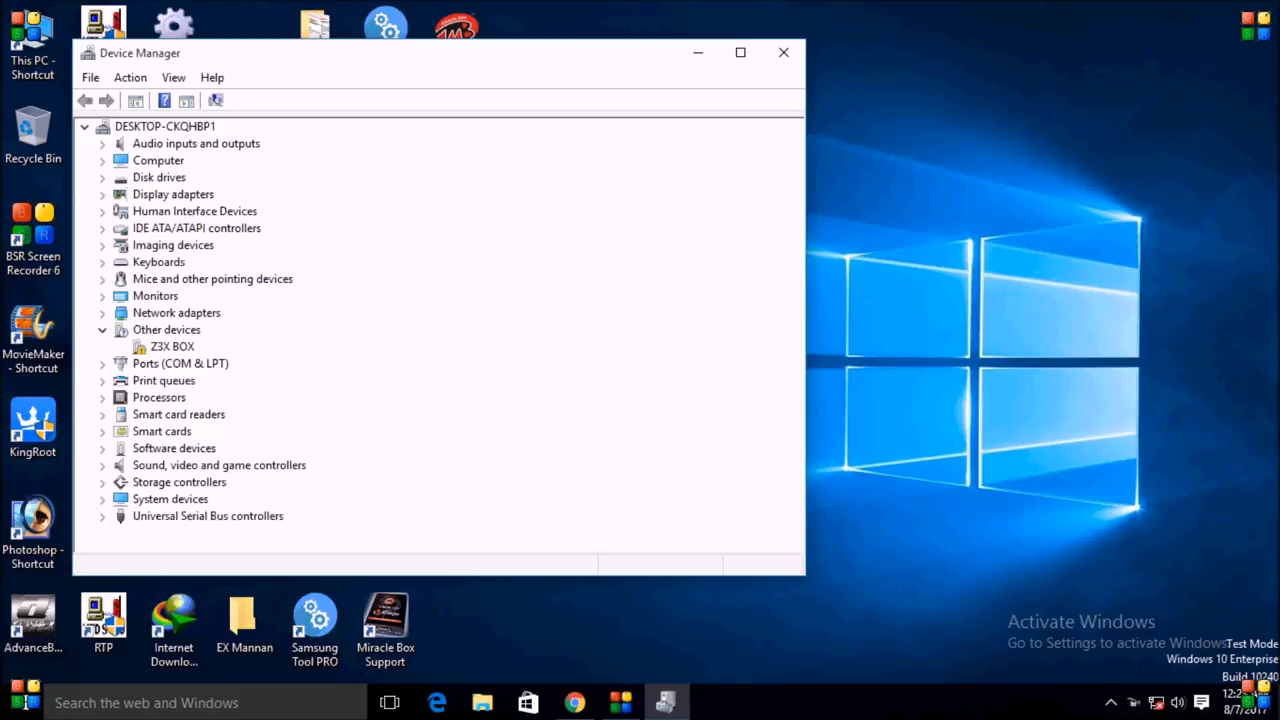 This PC -
Shortcut
Recycle Bin
BSR Screen
Recorder 6
MovieMaker
- Shortcut
KingRoot
Photoshop -
Shortcut
Device Manager
File Action View Help
DESKTOP-CKQHBP1
Audio inputs and outputs
Computer
Disk drives
Display adapters
Human Interface Devices
IDE ATA/ATAPI controllers
Imaging devices
Keyboards
Mice and other pointing devices
Monitors
Network adapters
Other devices
Z3X BOX
Ports (COM & LPT)
Print queues
Processors
Smart card readers
Smart cards
Software devices
Sound, video and game controllers
Storage controllers
System devices
Universal Serial Bus controllers
AdvanceB...
RTP
Internet
Downlo...
EX Mannan
Samsung
Tool PRO
Miracle Box
Support
Activate Windows
Go to Settings to activate Windows
Test Mode
Windows 10 Enterprise
Build 10240
Search the web and Windows